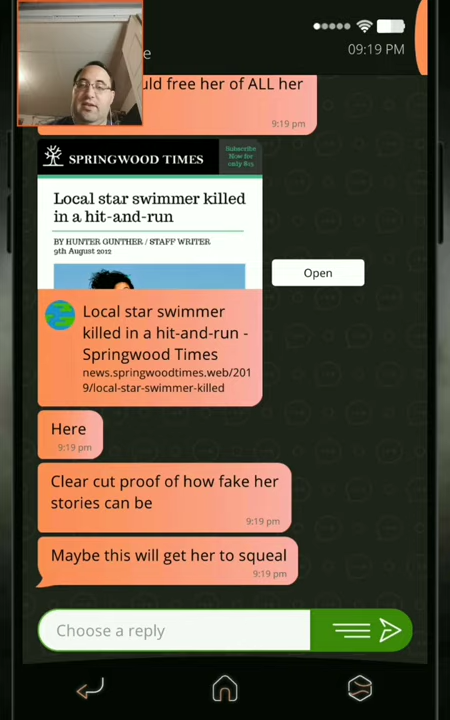 09:19 PM
uld free her of ALL her
9:19 pm
SPRINGWOOD TIMES
Subscribe
Now for
only
Local star swimmer killed
in a hit-and-run
BY HUNTER GUNTHER / STAFF WRITER
9th August 2012
Open
Local star swimmer
killed in a hit-and-run -
Springwood Times
news.springwoodtimes.web/201
9/local-star-swimmer-killed
Here
9:19 pm
Clear cut proof of how fake her
stories can be
9:19 pm
Maybe this will get her to squeal
9:19 pm
Choose a reply